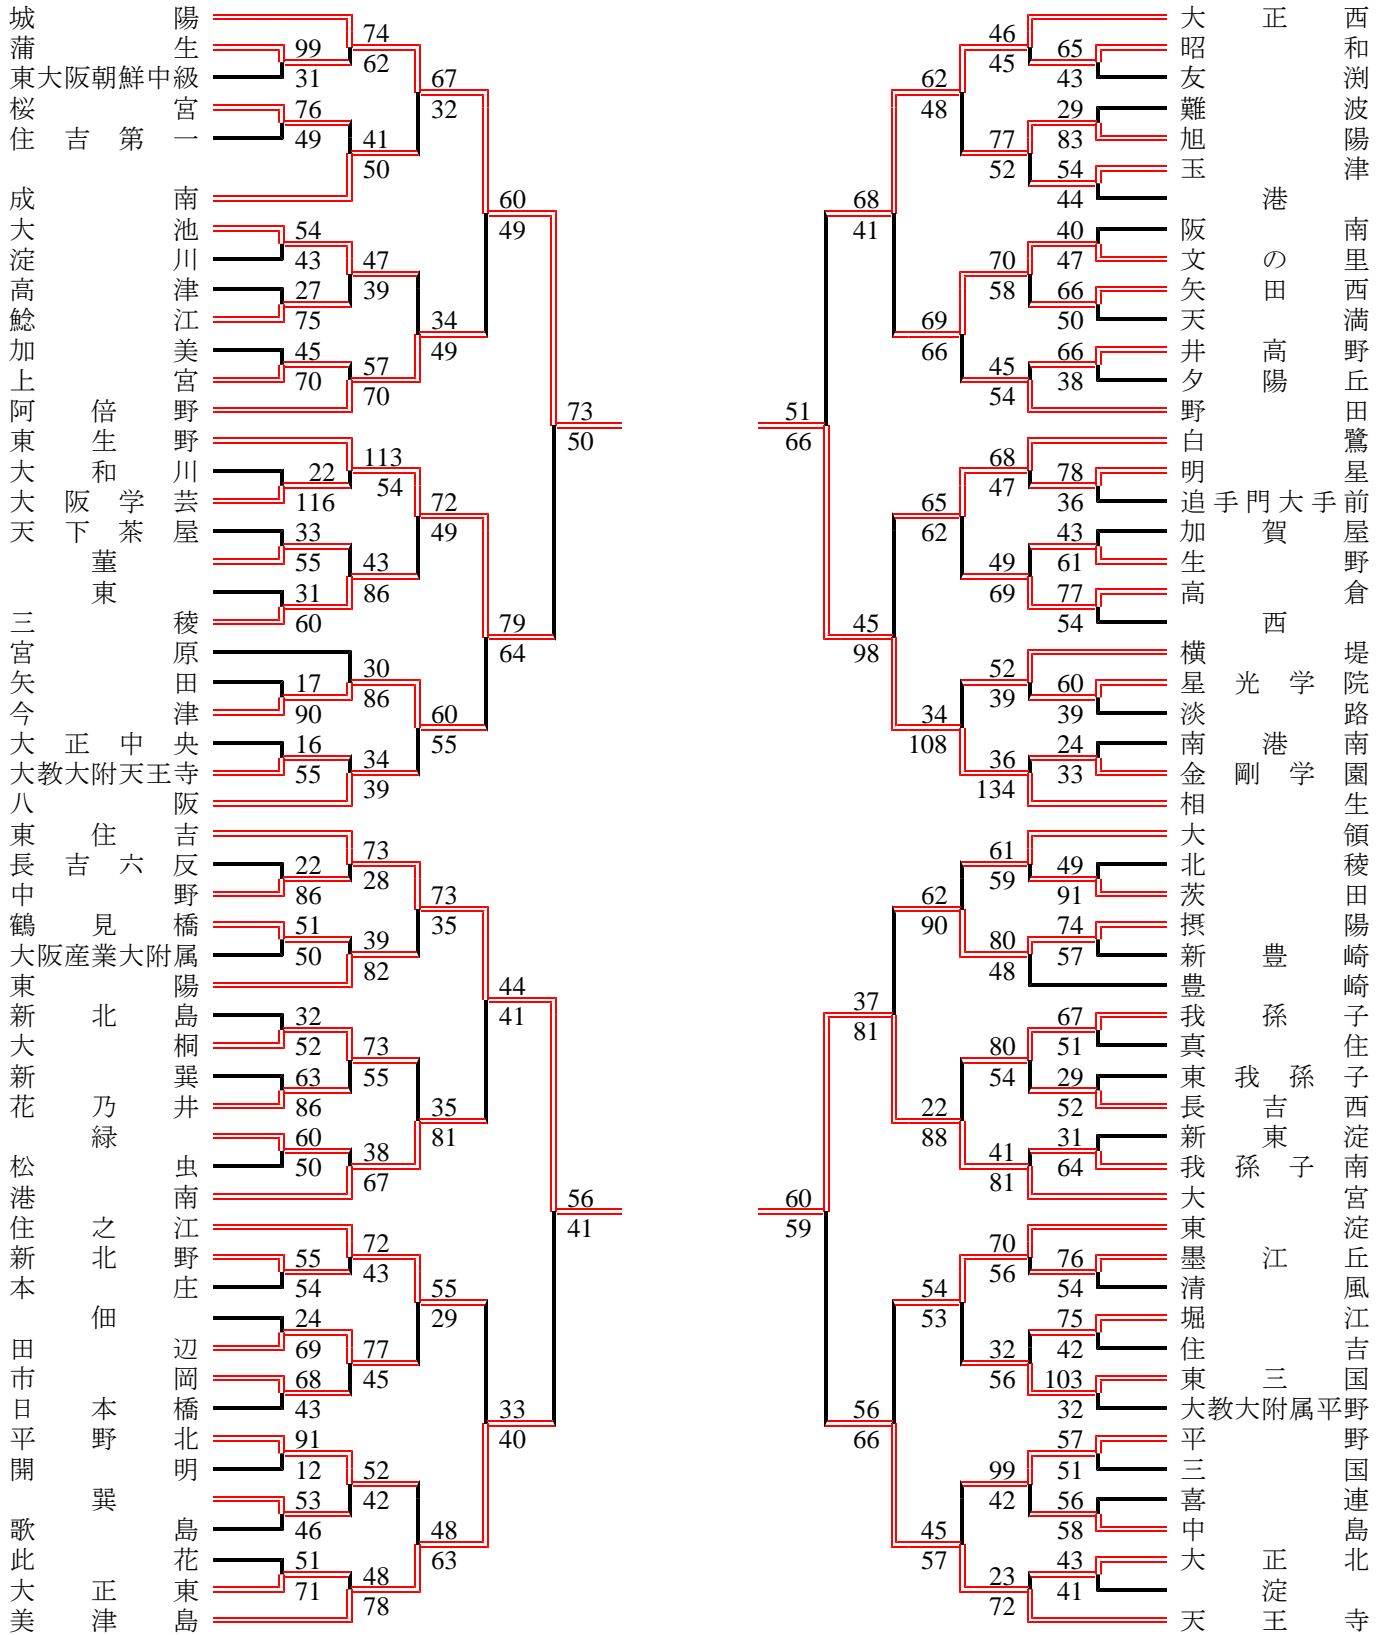 城陽
蒲生
東大阪朝鮮中級
桜宮
住吉第一
成南
大池
淀川
高津
鯰江
加美
上宮
阿倍野
東生野
大和川
大阪学芸
天下茶屋
菫
東
三稜
宮原
矢田
今津
大正中央
大教大附天王寺
八阪
東住吉
長吉六反
中野
鶴見橋
大阪産業大附属
東陽
新北島
大桐
新巽
花乃井
緑
松虫
港南
住之江
新北野
本庄
佃
田辺
市岡
日本橋
平野北
開明
巽
歌島
此花
大正東
美津島
99
31
76
49
54
43
27
75
45
70
22
116
33
55
31
60
17
90
16
55
22
86
51
50
32
52
63
86
60
50
55
54
24
69
68
43
91
12
53
46
51
71
74
62
41
50
47
39
57
70
113
54
43
86
30
86
34
39
73
28
39
82
73
55
38
67
72
43
77
45
52
42
48
78
67
32
34
49
72
49
60
55
73
35
35
81
55
29
48
63
60
49
79
64
44
41
33
40
73
50
56
41
51
66
60
59
68
41
45
98
37
81
56
66
62
48
69
66
65
62
34
108
62
90
22
88
54
53
45
57
46
45
77
52
70
58
45
54
68
47
49
69
52
39
36
134
61
59
80
48
80
54
41
81
70
56
32
56
99
42
23
72
65
43
29
83
54
44
40
47
66
50
66
38
78
36
43
61
77
54
60
39
24
33
49
91
74
57
67
51
29
52
31
64
76
54
75
42
103
32
57
51
56
58
43
41
大正西
昭和
友渕
難波
旭陽
玉津
港
阪南
文の里
矢田西
天満
井高野
夕陽丘
野田
白鷺
明星
追手門大手前
加賀屋
生野
高倉
西
横堤
星光学院
淡路
南港南
金剛学園
相生
大領
北稜
茨田
摂陽
新豊崎
豊崎
我孫子
真住
東我孫子
長吉西
新東淀
我孫子南
大宮
東淀
墨江丘
清風
堀江
住吉
東三国
大教大附属平野
平野
三国
喜連
中島
大正北
淀
天王寺